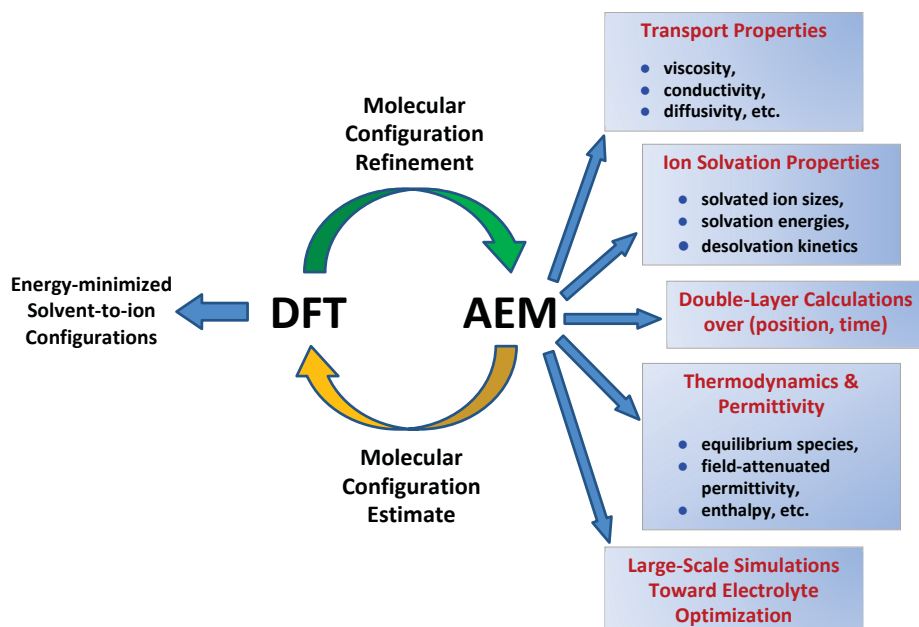 Transport Properties
viscosity,
conductivity,
diffusivity, etc.
Molecular
Configuration
Refinement
Ion Solvation Properties
solvated ion sizes,
solvation energies,
desolvation kinetics
Energy-minimized
Solvent-to-ion
Configurations
DFT
AEM
Double-Layer Calculations
over (position, time)
Thermodynamics &
Permittivity
equilibrium species,
field-attenuated
permittivity,
enthalpy, etc.
Molecular
Configuration
Estimate
Large-Scale Simulations
Toward Electrolyte
Optimization